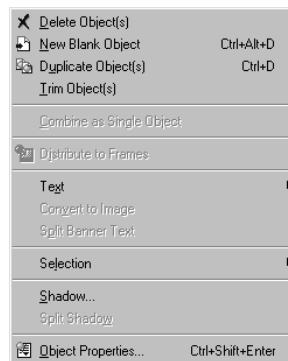 Delete Object(s)
New Blank Object Ctrl+Alt+D
Duplicate Object(s) Ctrl+D
Trim Object(s)
Combine as Single Object
Distribute to Frames
Text
Convert to Image
Split Banner Text
Selection
Shadow...
Split Shadow
Object Properties... Ctrl+Shift+Enter